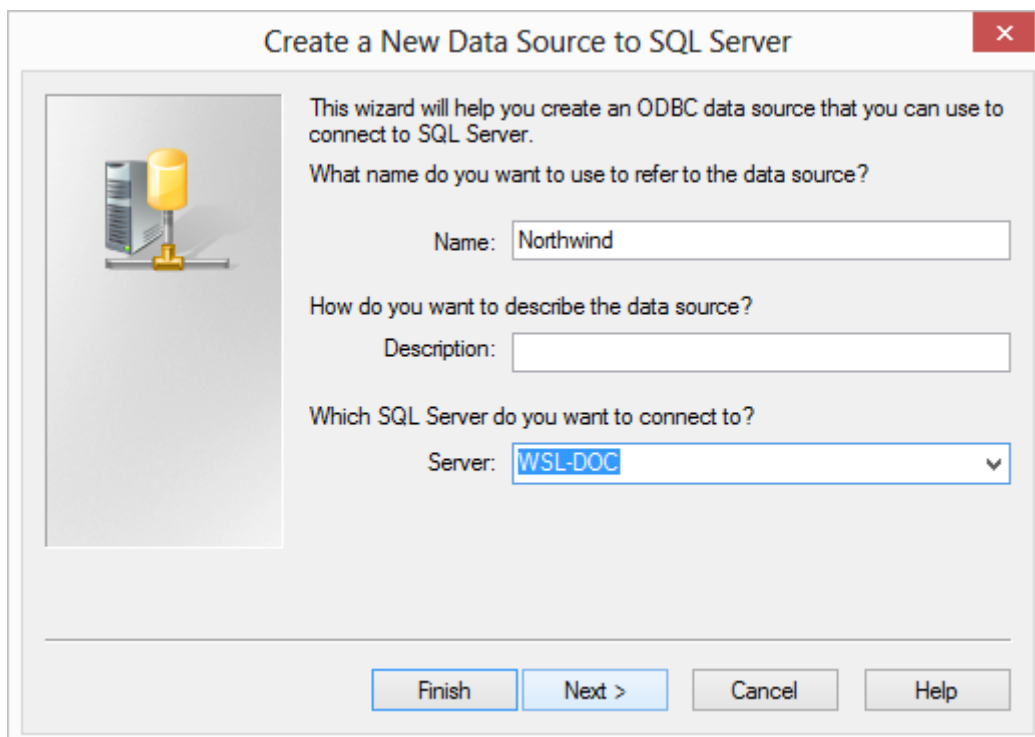 Create a New Data Source to SQL Server
This wizard will help you create an ODBC data source that you can use to
connect to SQL Server.
What name do you want to use to refer to the data source?
Name: Northwind
How do you want to describe the data source?
Description:
Which SQL Server do you want to connect to?
Server: WSL-DOC
Finish Next > Cancel Help